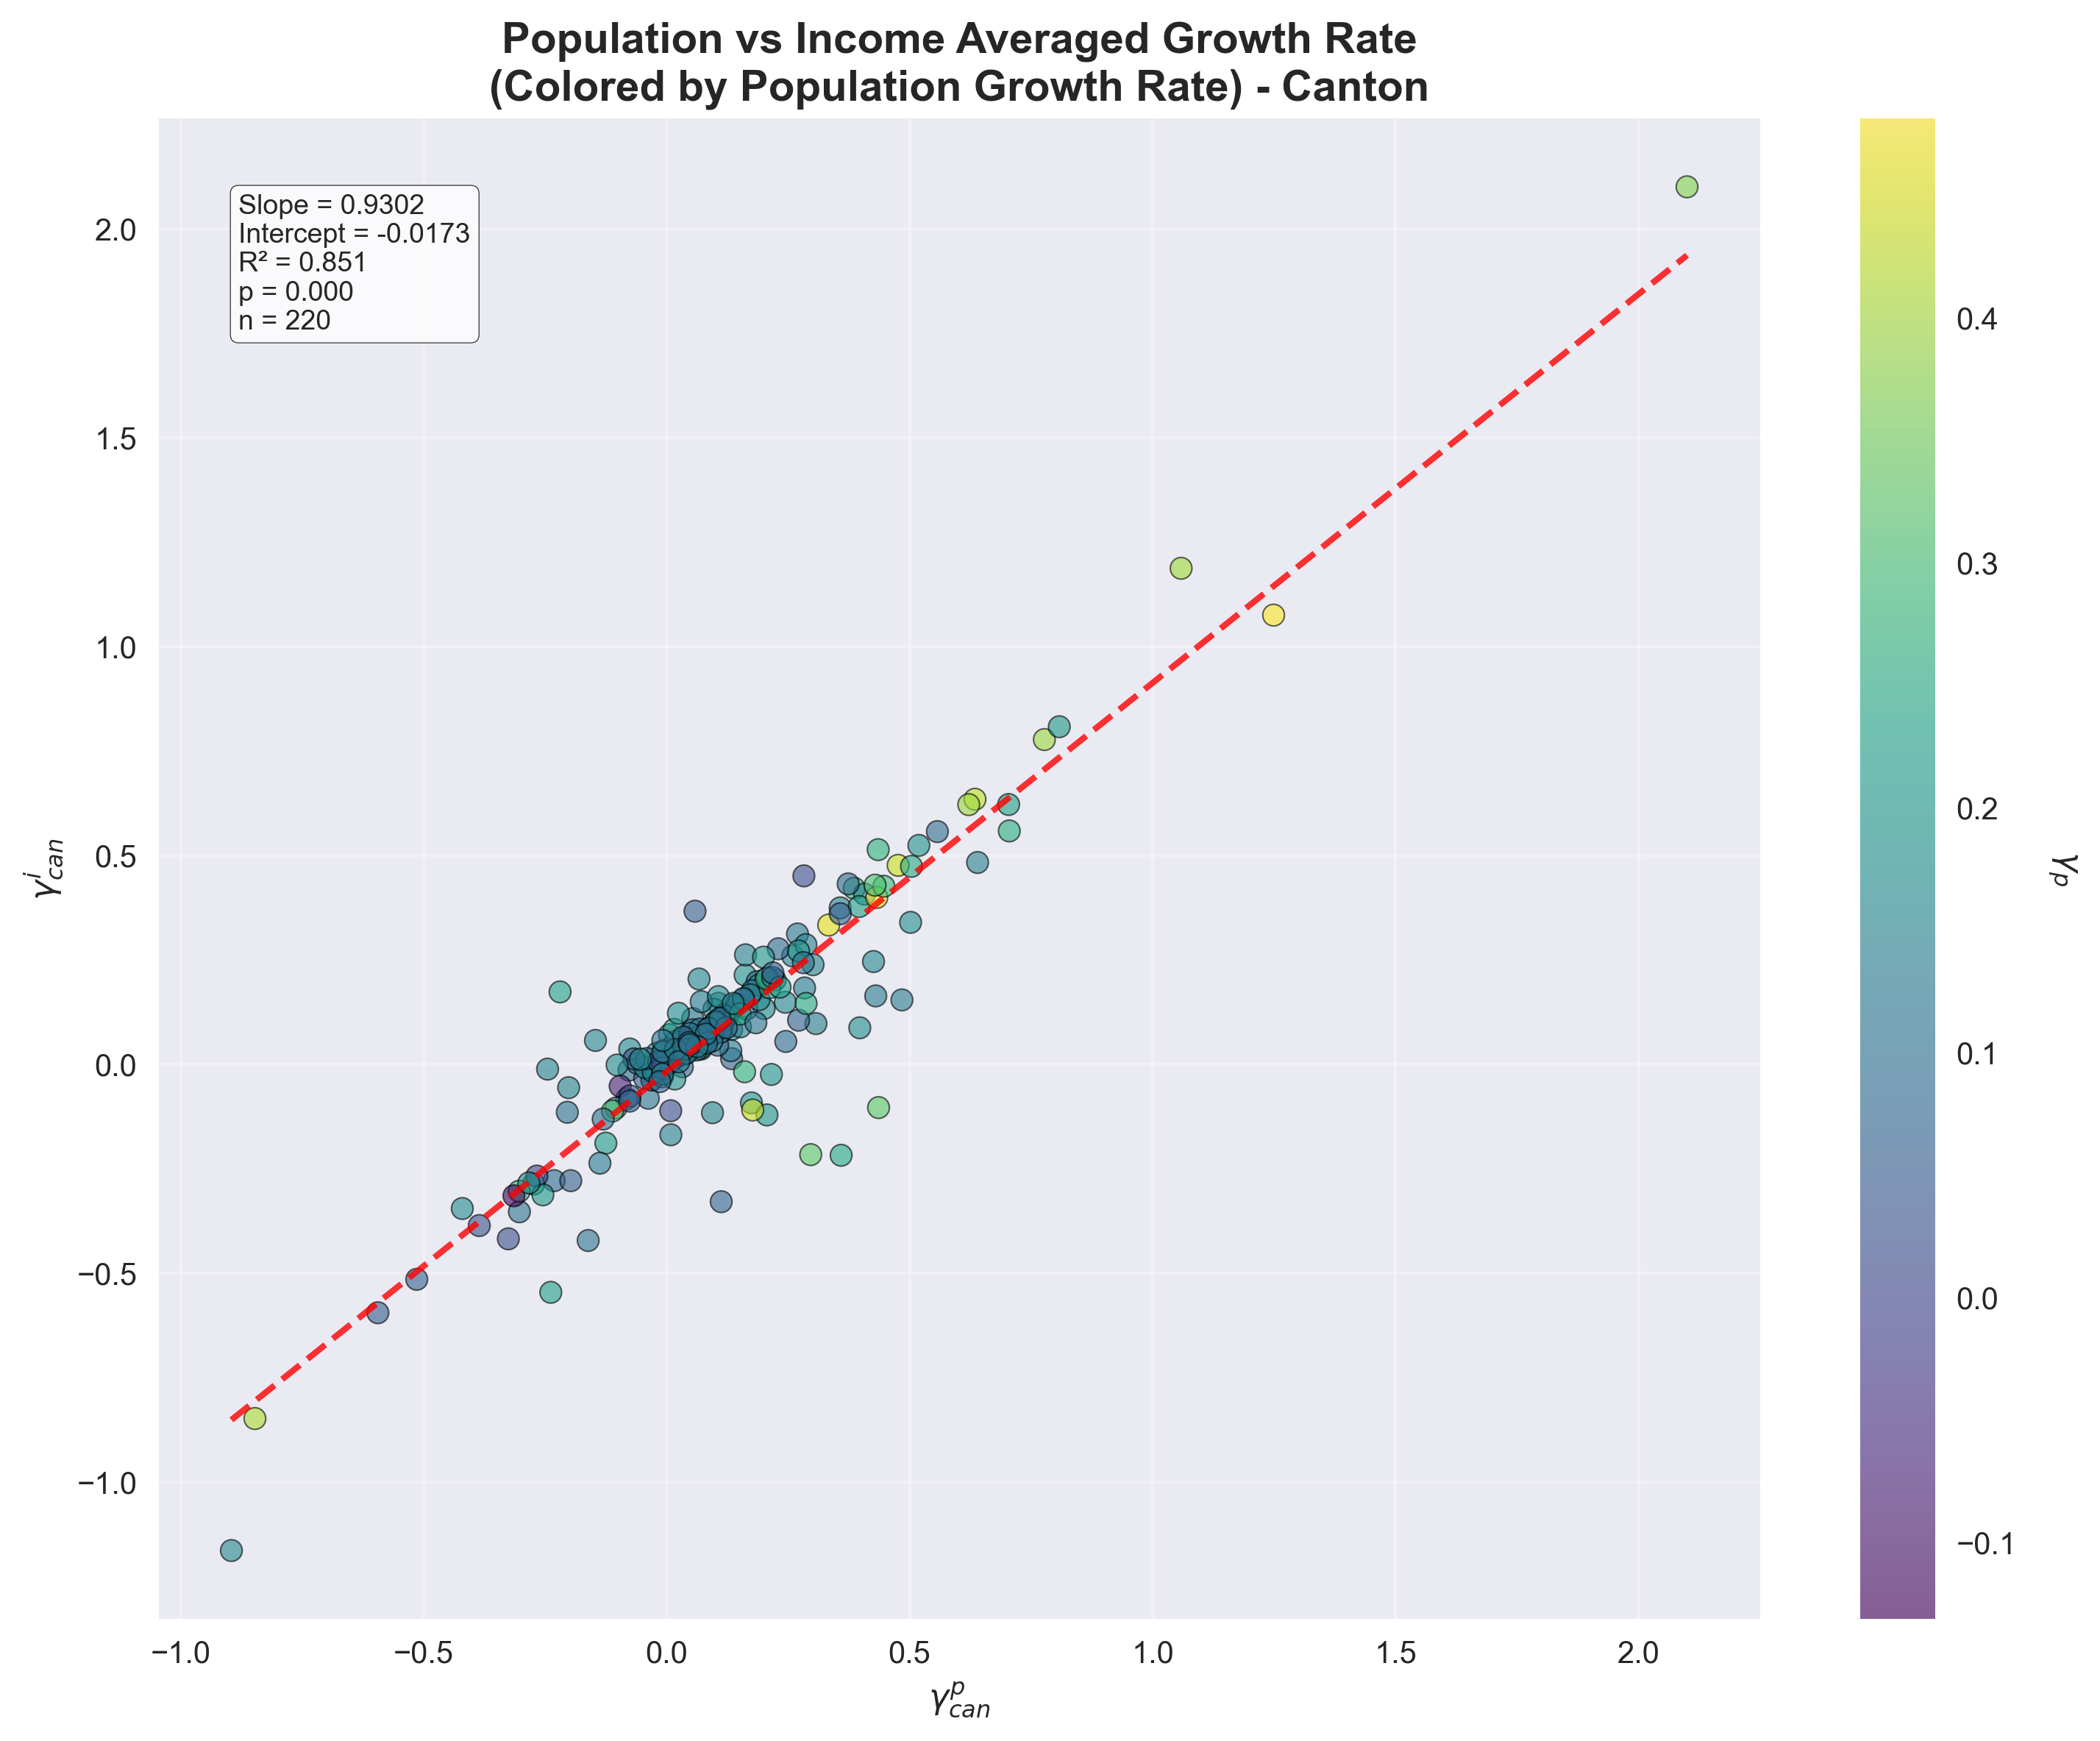 Population vs Income Averaged Growth Rate
(Colored by Population Growth Rate) - Canton
Slope = 0.9302
Intercept = -0.0173
R² = 0.851
p = 0.000
n = 220
2.0
1.5
1.0
0.5
0.0
−0.5
−1.0
γ^i_can
−1.0
−0.5
0.0
0.5
1.0
1.5
2.0
γ^p_can
0.4
0.3
0.2
0.1
0.0
−0.1
γ_p